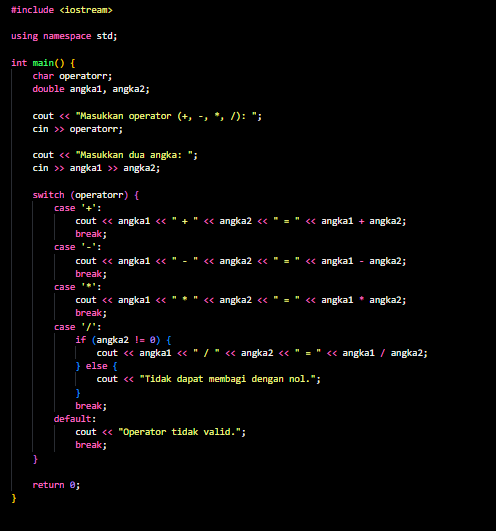 #include <iostream>

using namespace std;

int main() {
    char operatorr;
    double angka1, angka2;

    cout << "Masukkan operator (+, -, *, /): ";
    cin >> operatorr;

    cout << "Masukkan dua angka: ";
    cin >> angka1 >> angka2;

    switch (operatorr) {
        case '+':
            cout << angka1 << " + " << angka2 << " = " << angka1 + angka2;
            break;
        case '-':
            cout << angka1 << " - " << angka2 << " = " << angka1 - angka2;
            break;
        case '*':
            cout << angka1 << " * " << angka2 << " = " << angka1 * angka2;
            break;
        case '/':
            if (angka2 != 0) {
                cout << angka1 << " / " << angka2 << " = " << angka1 / angka2;
            } else {
                cout << "Tidak dapat membagi dengan nol.";
            }
            break;
        default:
            cout << "Operator tidak valid.";
            break;
    }

    return 0;
}